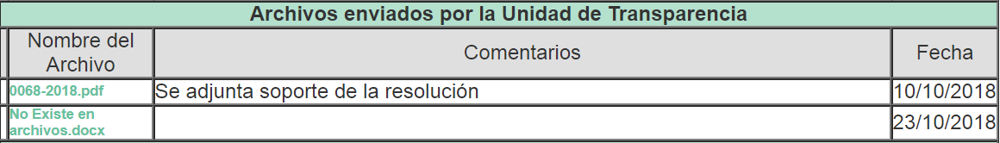 Archivos enviados por la Unidad de Transparencia
Nombre del
Archivo
Comentarios
Fecha
0068-2018.pdf
Se adjunta soporte de la resolución
10/10/2018
No Existe en
archivos.docx
23/10/2018